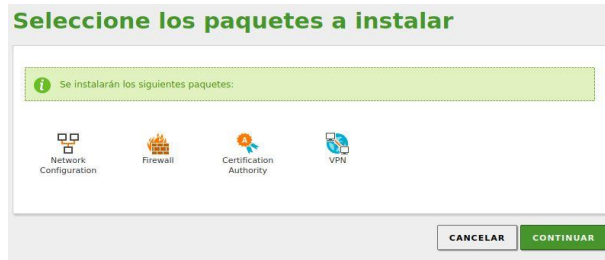 Seleccione los paquetes a instalar
Se instalarán los siguientes paquetes:
Network
Configuration
Firewall
Certification
Authority
VPN
CANCELAR
CONTINUAR